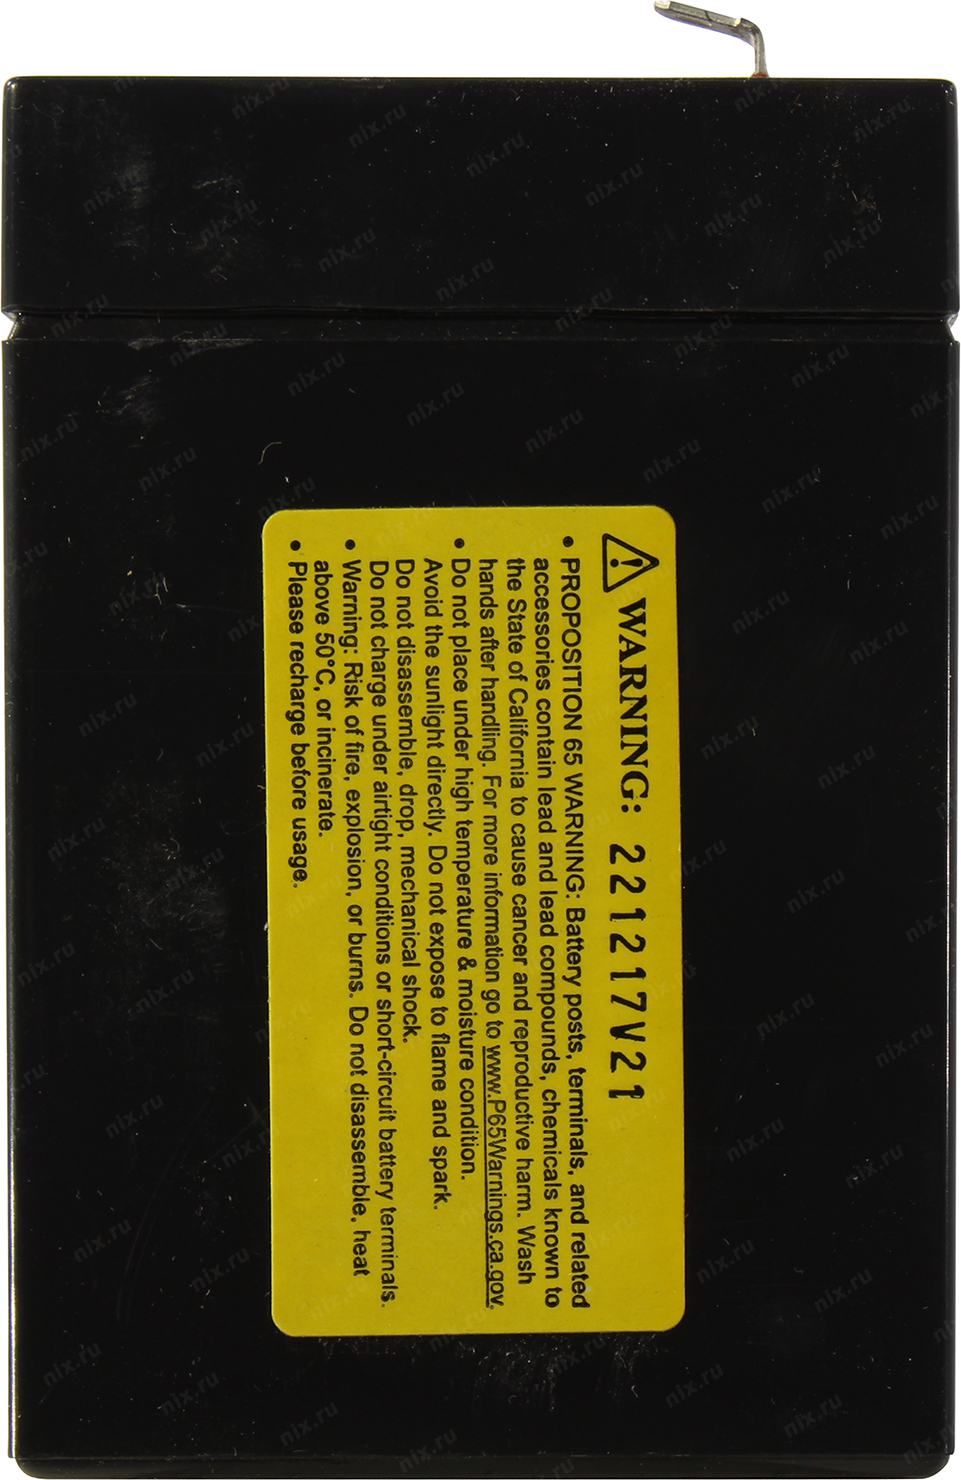 WARNING: 221217V21
• PROPOSITION 65 WARNING: Battery posts, terminals, and related
accessories contain lead and lead compounds, chemicals known to
the State of California to cause cancer and reproductive harm. Wash
hands after handling. For more information go to www.P65Warnings.ca.gov.
• Do not place under high temperature & moisture condition.
Avoid the sunlight directly. Do not expose to flame and spark.
Do not disassemble, drop, mechanical shock.
Do not charge under airtight conditions or short-circuit battery terminals.
• Warning: Risk of fire, explosion, or burns. Do not disassemble, heat
above 50°C, or incinerate.
• Please recharge before usage.
nix.ru